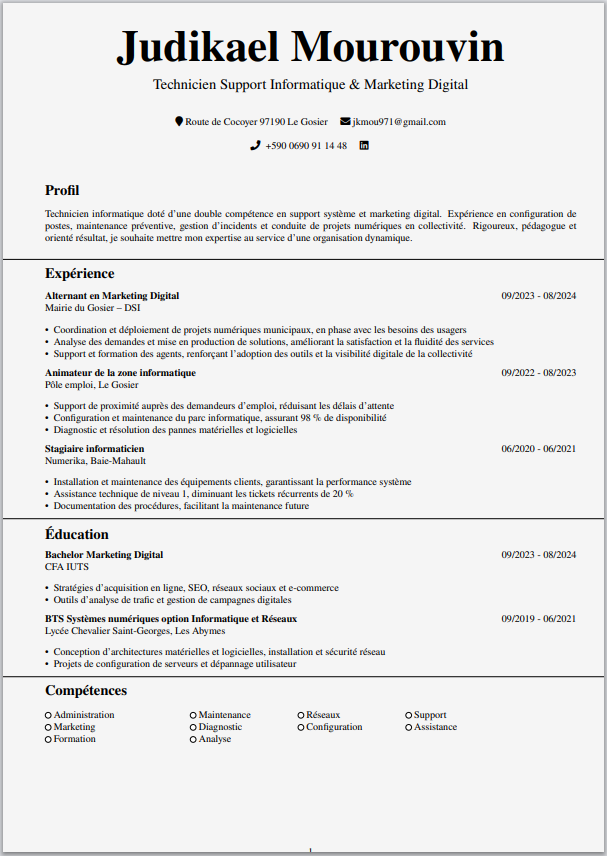 Judikael Mourouvin
Technicien Support Informatique & Marketing Digital
Route de Cocoyer 97190 Le Gosier jkmou971@gmail.com
+590 0690 91 14 48
Profil
Technicien informatique doté d’une double compétence en support système et marketing digital. Expérience en configuration de
postes, maintenance préventive, gestion d’incidents et conduite de projets numériques en collectivité. Rigoureux, pédagogue et
orienté résultat, je souhaite mettre mon expertise au service d’une organisation dynamique.
Expérience
Alternant en Marketing Digital 09/2023 - 08/2024
Mairie du Gosier – DSI
• Coordination et déploiement de projets numériques municipaux, en phase avec les besoins des usagers
• Analyse des demandes et mise en production de solutions, améliorant la satisfaction et la fluidité des services
• Support et formation des agents, renforçant l’adoption des outils et la visibilité digitale de la collectivité
Animateur de la zone informatique 09/2022 - 08/2023
Pôle emploi, Le Gosier
• Support de proximité auprès des demandeurs d’emploi, réduisant les délais d’attente
• Configuration et maintenance du parc informatique, assurant 98 % de disponibilité
• Diagnostic et résolution des pannes matérielles et logicielles
Stagiaire informaticien 06/2020 - 06/2021
Numerika, Baie-Mahault
• Installation et maintenance des équipements clients, garantissant la performance système
• Assistance technique de niveau 1, diminuant les tickets récurrents de 20 %
• Documentation des procédures, facilitant la maintenance future
Éducation
Bachelor Marketing Digital 09/2023 - 08/2024
CFA IUTS
• Stratégies d’acquisition en ligne, SEO, réseaux sociaux et e-commerce
• Outils d’analyse de trafic et gestion de campagnes digitales
BTS Systèmes numériques option Informatique et Réseaux 09/2019 - 06/2021
Lycée Chevalier Saint-Georges, Les Abymes
• Conception d’architectures matérielles et logicielles, installation et sécurité réseau
• Projets de configuration de serveurs et dépannage utilisateur
Compétences
Administration Maintenance Réseaux Support
Marketing Diagnostic Configuration Assistance
Formation Analyse